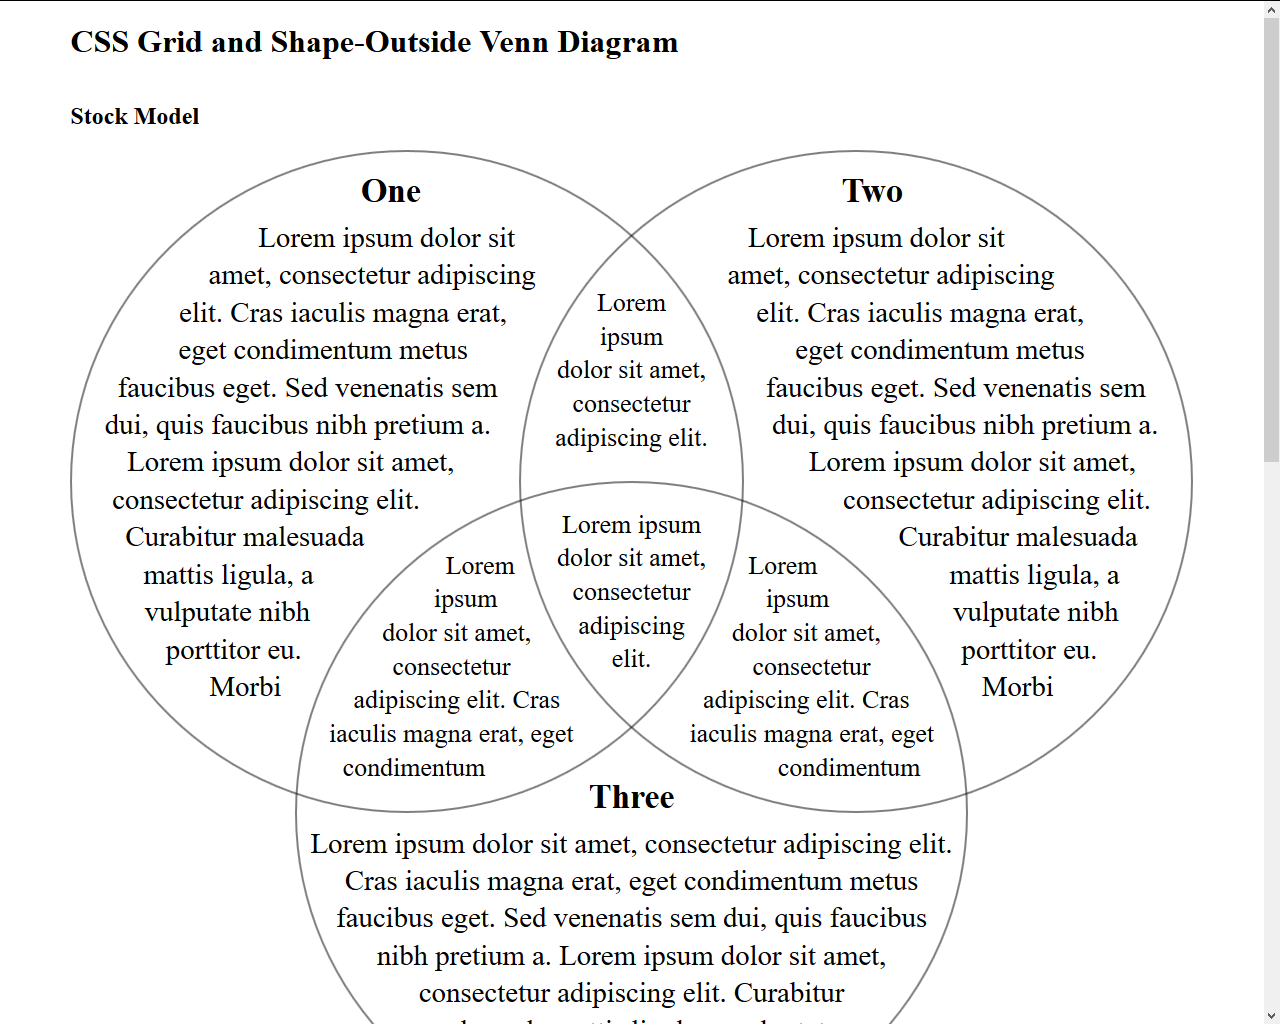 CSS Grid and Shape-Outside Venn Diagram
Stock Model
One
Lorem ipsum dolor sit
amet, consectetur adipiscing
elit. Cras iaculis magna erat,
eget condimentum metus
faucibus eget. Sed venenatis sem
dui, quis faucibus nibh pretium a.
Lorem ipsum dolor sit amet,
consectetur adipiscing elit.
Curabitur malesuada
mattis ligula, a
vulputate nibh
porttitor eu.
Morbi
Lorem
ipsum
dolor sit amet,
consectetur
adipiscing elit.
Two
Lorem ipsum dolor sit
amet, consectetur adipiscing
elit. Cras iaculis magna erat,
eget condimentum metus
faucibus eget. Sed venenatis sem
dui, quis faucibus nibh pretium a.
Lorem ipsum dolor sit amet,
consectetur adipiscing elit.
Curabitur malesuada
mattis ligula, a
vulputate nibh
porttitor eu.
Morbi
Lorem
ipsum
dolor sit amet,
consectetur
adipiscing elit. Cras
iaculis magna erat, eget
condimentum
Lorem ipsum
dolor sit amet,
consectetur
adipiscing
elit.
Lorem
ipsum
dolor sit amet,
consectetur
adipiscing elit. Cras
iaculis magna erat, eget
condimentum
Three
Lorem ipsum dolor sit amet, consectetur adipiscing elit.
Cras iaculis magna erat, eget condimentum metus
faucibus eget. Sed venenatis sem dui, quis faucibus
nibh pretium a. Lorem ipsum dolor sit amet,
consectetur adipiscing elit. Curabitur